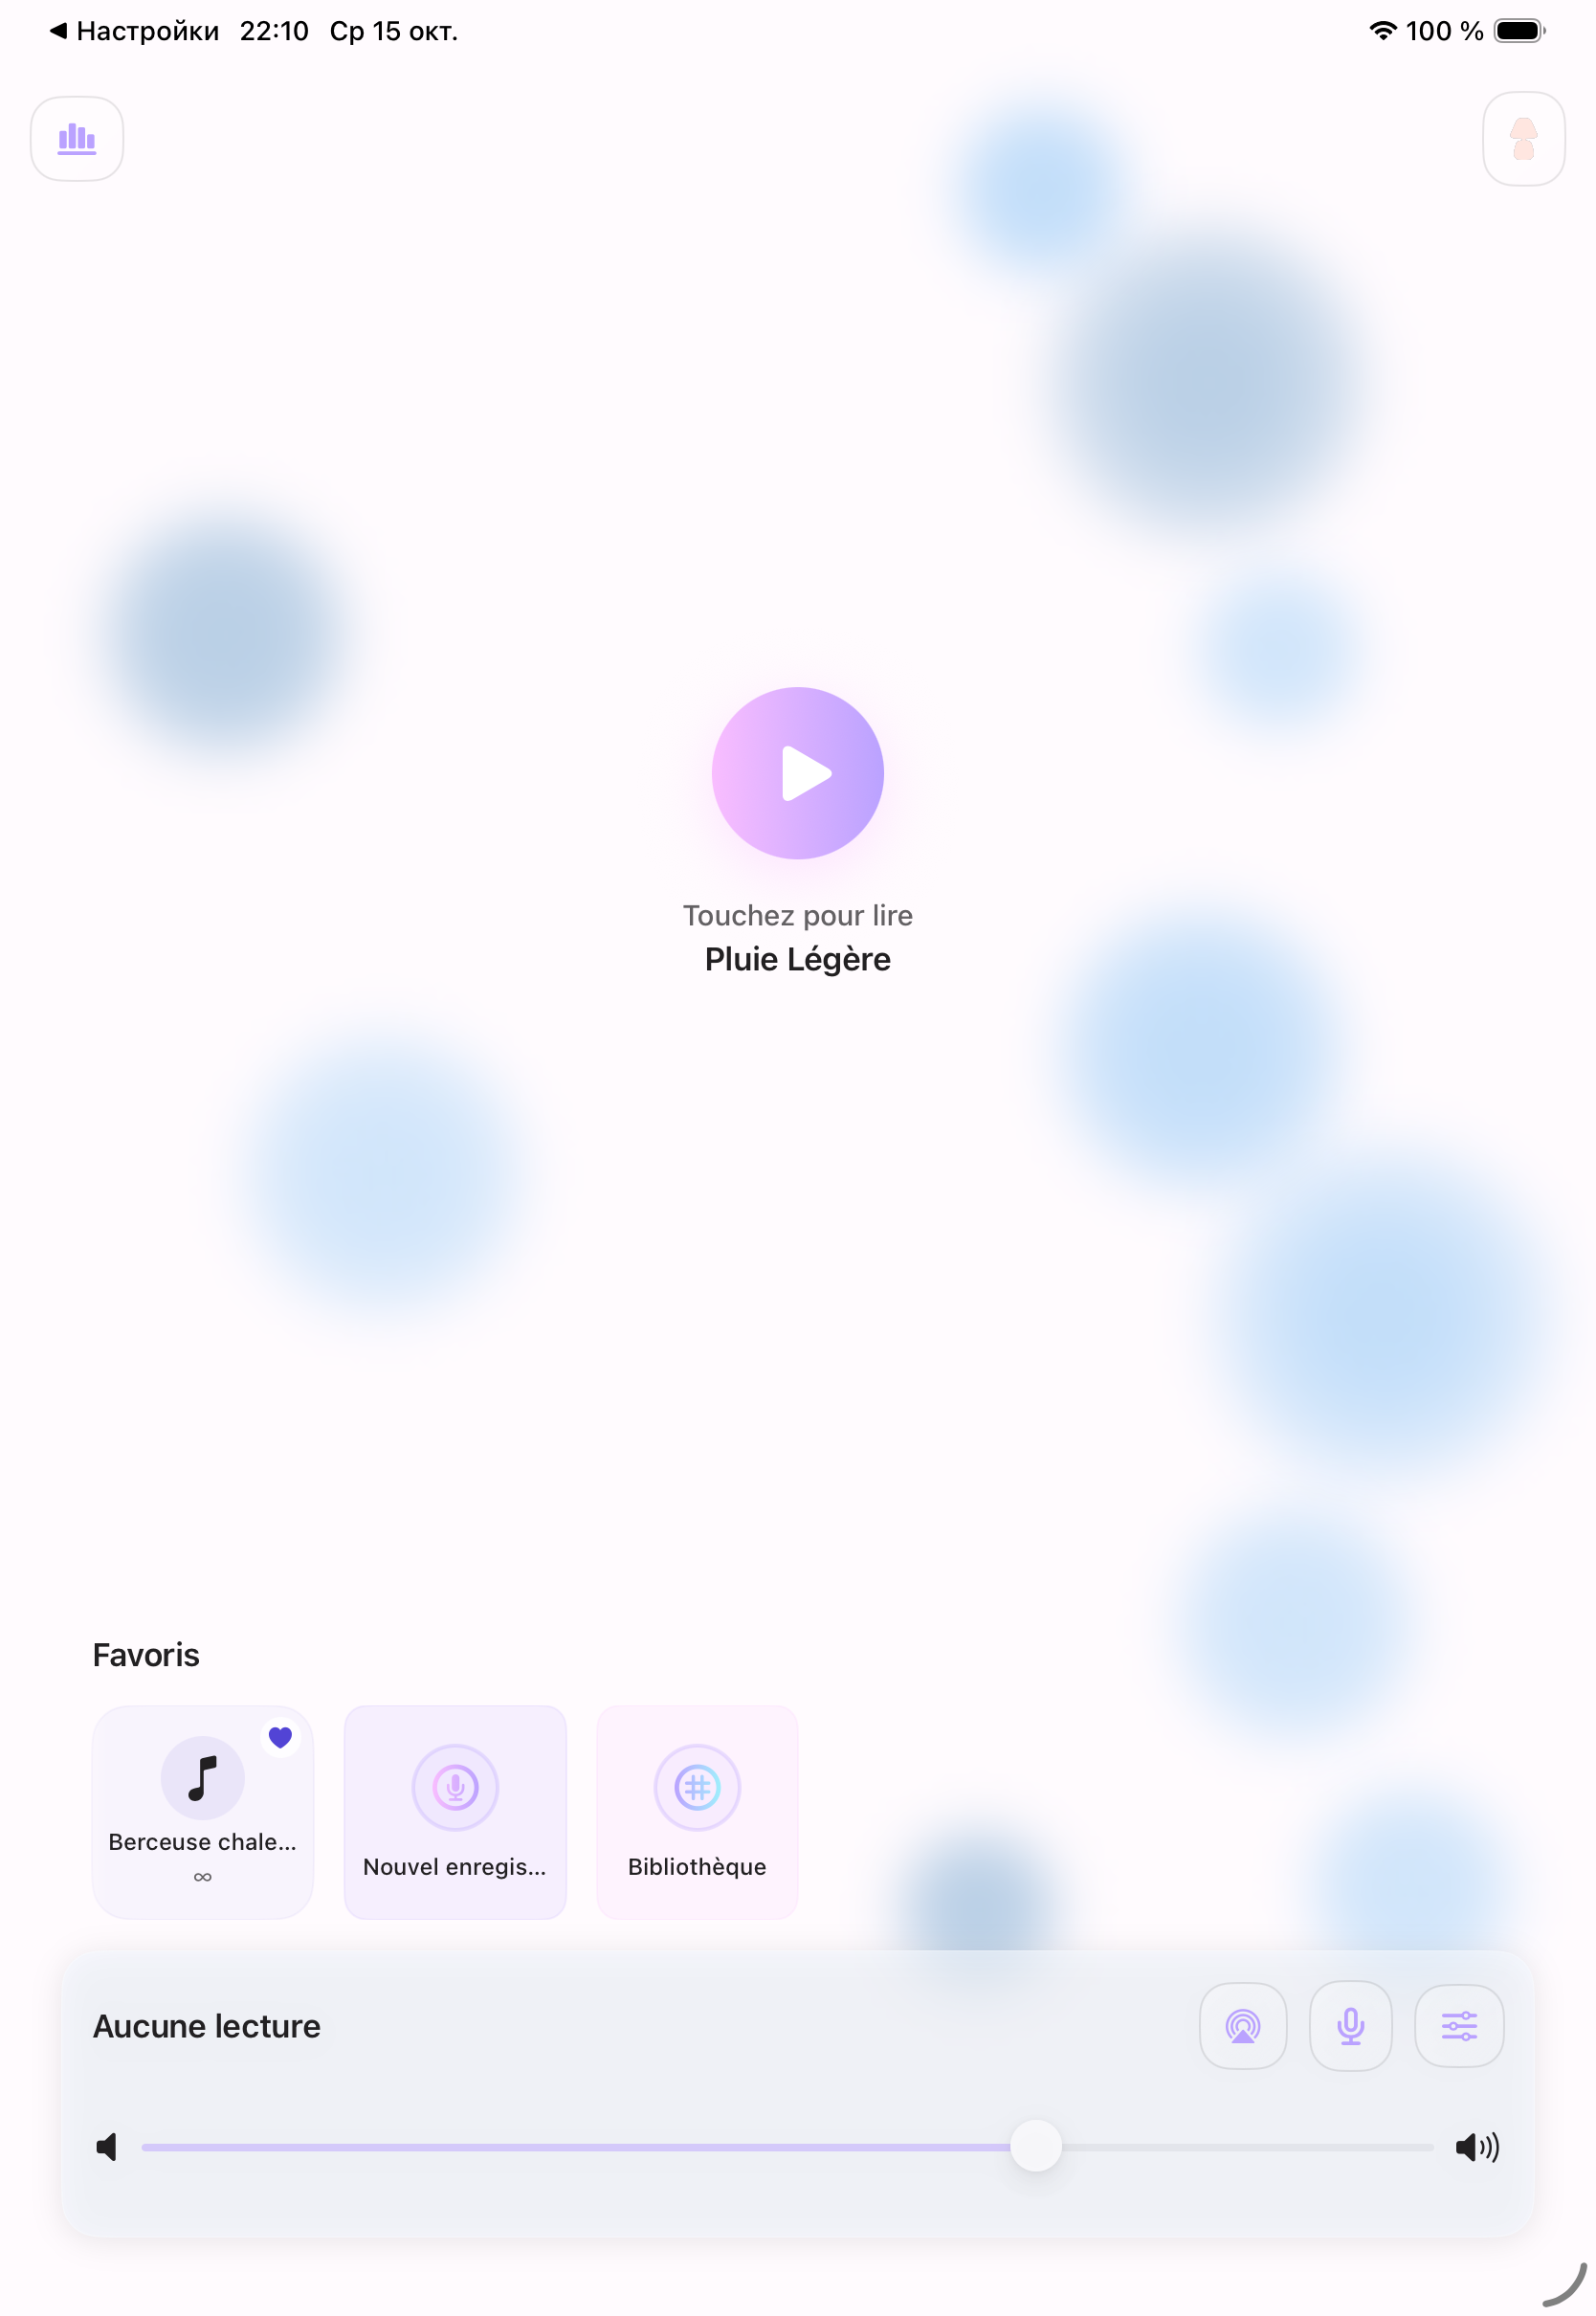 Настройки 22:10 Ср 15 окт. 100 %
Touchez pour lire
Pluie Légère
Favoris
Berceuse chale...
∞
Nouvel enregis...
Bibliothèque
Aucune lecture